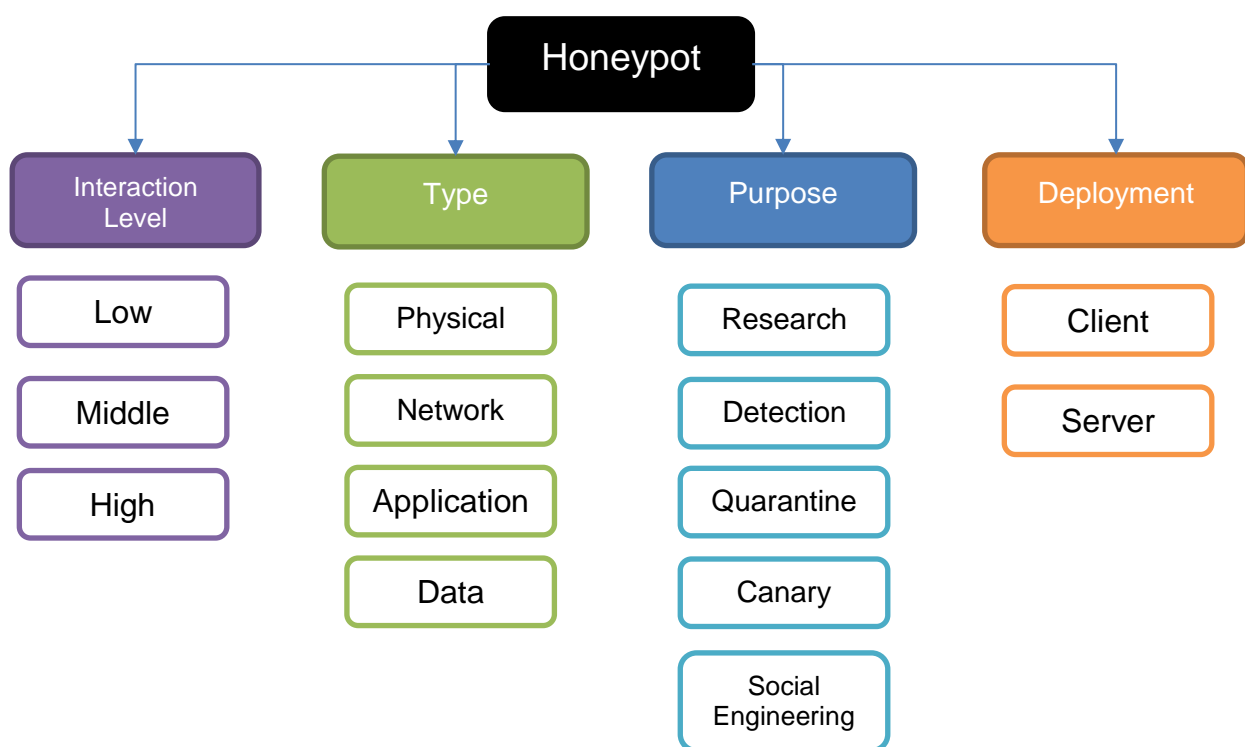 Honeypot
Interaction
Level
Low
Middle
High
Type
Physical
Network
Application
Data
Purpose
Research
Detection
Quarantine
Canary
Social
Engineering
Deployment
Client
Server